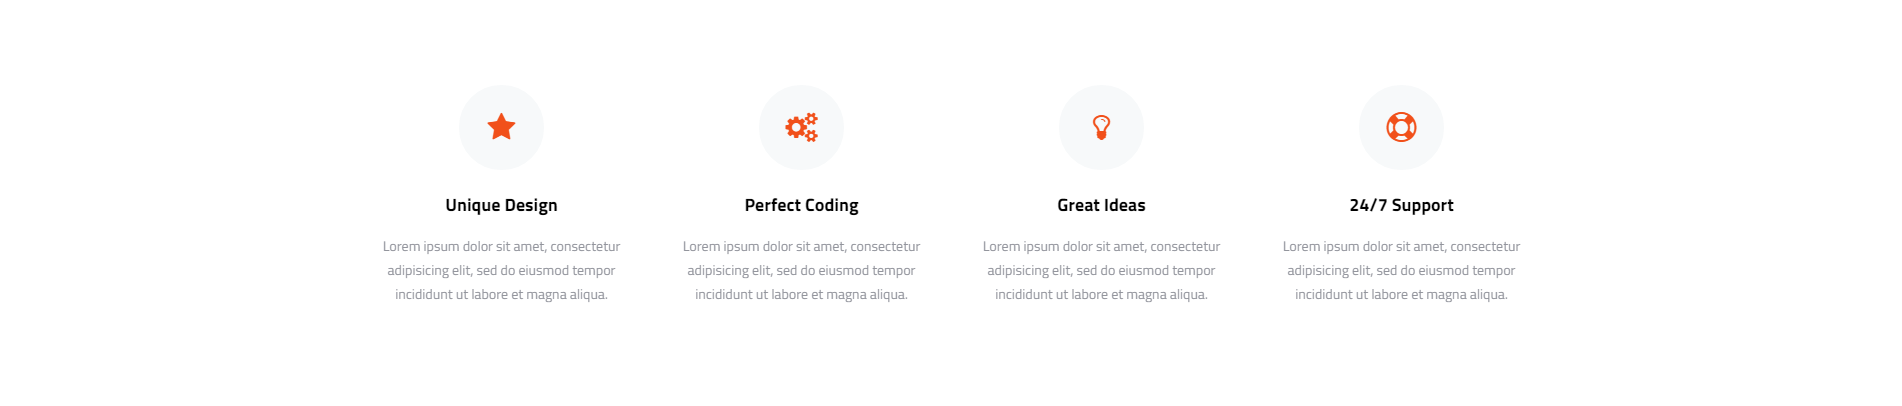 Unique Design
Lorem ipsum dolor sit amet, consectetur
adipisicing elit, sed do eiusmod tempor
incididunt ut labore et magna aliqua.
Perfect Coding
Lorem ipsum dolor sit amet, consectetur
adipisicing elit, sed do eiusmod tempor
incididunt ut labore et magna aliqua.
Great Ideas
Lorem ipsum dolor sit amet, consectetur
adipisicing elit, sed do eiusmod tempor
incididunt ut labore et magna aliqua.
24/7 Support
Lorem ipsum dolor sit amet, consectetur
adipisicing elit, sed do eiusmod tempor
incididunt ut labore et magna aliqua.